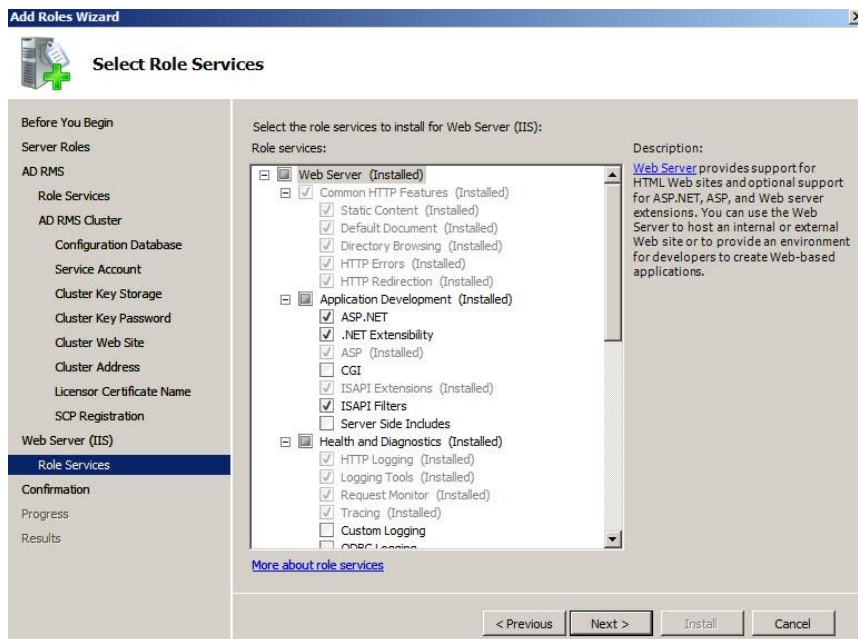 Add Roles Wizard
Select Role Services
Before You Begin
Server Roles
AD RMS
Role Services
AD RMS Cluster
Configuration Database
Service Account
Cluster Key Storage
Cluster Key Password
Cluster Web Site
Cluster Address
Licensor Certificate Name
SCP Registration
Web Server (IIS)
Role Services
Confirmation
Progress
Results
Select the role services to install for Web Server (IIS):
Role services:
Web Server (Installed)
Common HTTP Features (Installed)
Static Content (Installed)
Default Document (Installed)
Directory Browsing (Installed)
HTTP Errors (Installed)
HTTP Redirection (Installed)
Application Development (Installed)
ASP.NET
.NET Extensibility
ASP (Installed)
CGI
ISAPI Extensions (Installed)
ISAPI Filters
Server Side Includes
Health and Diagnostics (Installed)
HTTP Logging (Installed)
Logging Tools (Installed)
Request Monitor (Installed)
Tracing (Installed)
Custom Logging
ODBC Logging
More about role services
Description:
Web Server provides support for
HTML Web sites and optional support
for ASP.NET, ASP, and Web server
extensions. You can use the Web
Server to host an internal or external
Web site or to provide an environment
for developers to create Web-based
applications.
< Previous
Next >
Install
Cancel